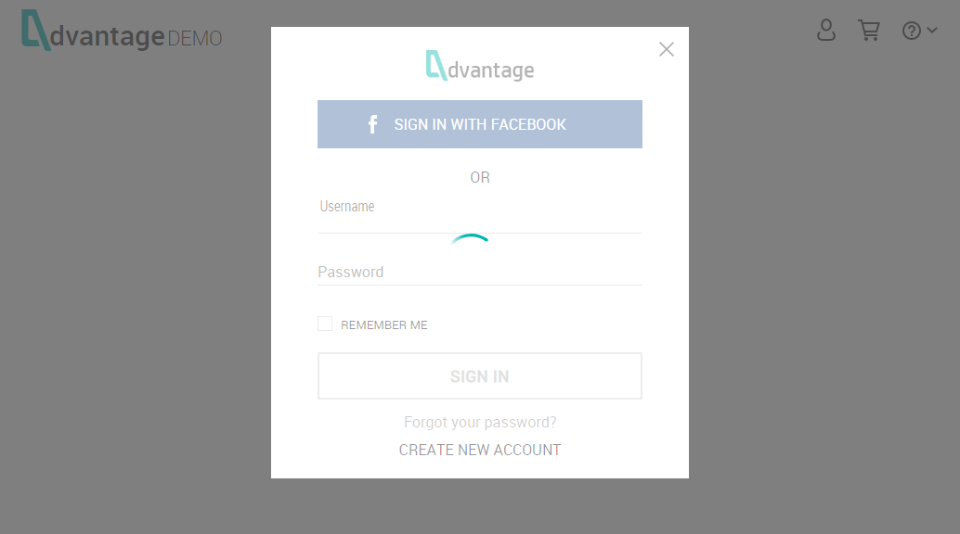 dvantage DEMO
dvantage
f SIGN IN WITH FACEBOOK
OR
Username
Password
REMEMBER ME
SIGN IN
Forgot your password?
CREATE NEW ACCOUNT